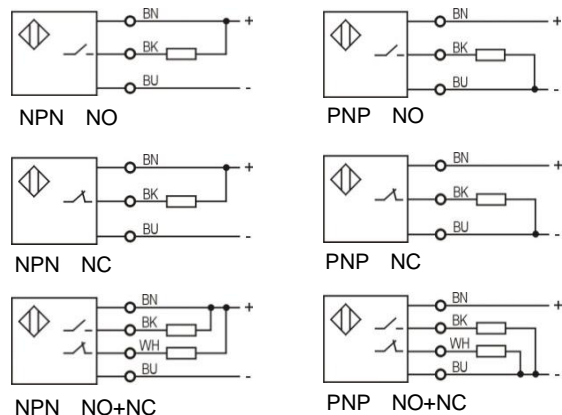 BN +
BK
BU -
NPN NO
BN +
BK
BU -
PNP NO
BN +
BK
BU -
NPN NC
BN +
BK
BU -
PNP NC
BN +
BK
WH
BU -
NPN NO+NC
BN +
BK
WH
BU -
PNP NO+NC